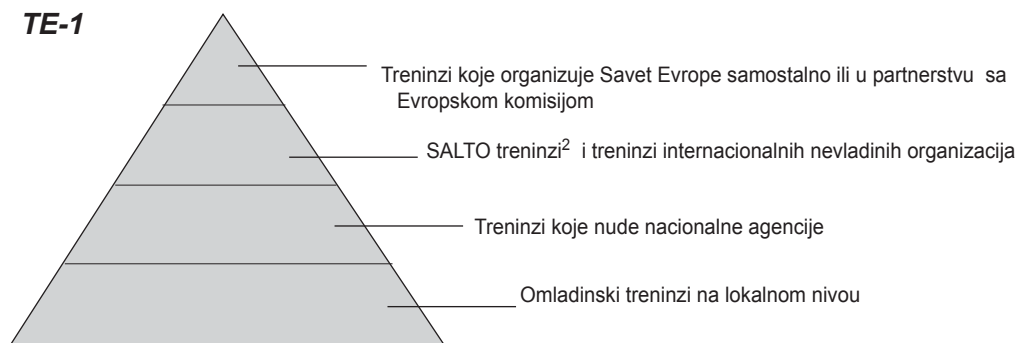 TE-1
Treninzi koje organizuje Savet Evrope samostalno ili u partnerstvu sa
Evropskom komisijom
SALTO treninzi² i treninzi internacionalnih nevladinih organizacija
Treninzi koje nude nacionalne agencije
Omladinski treninzi na lokalnom nivou